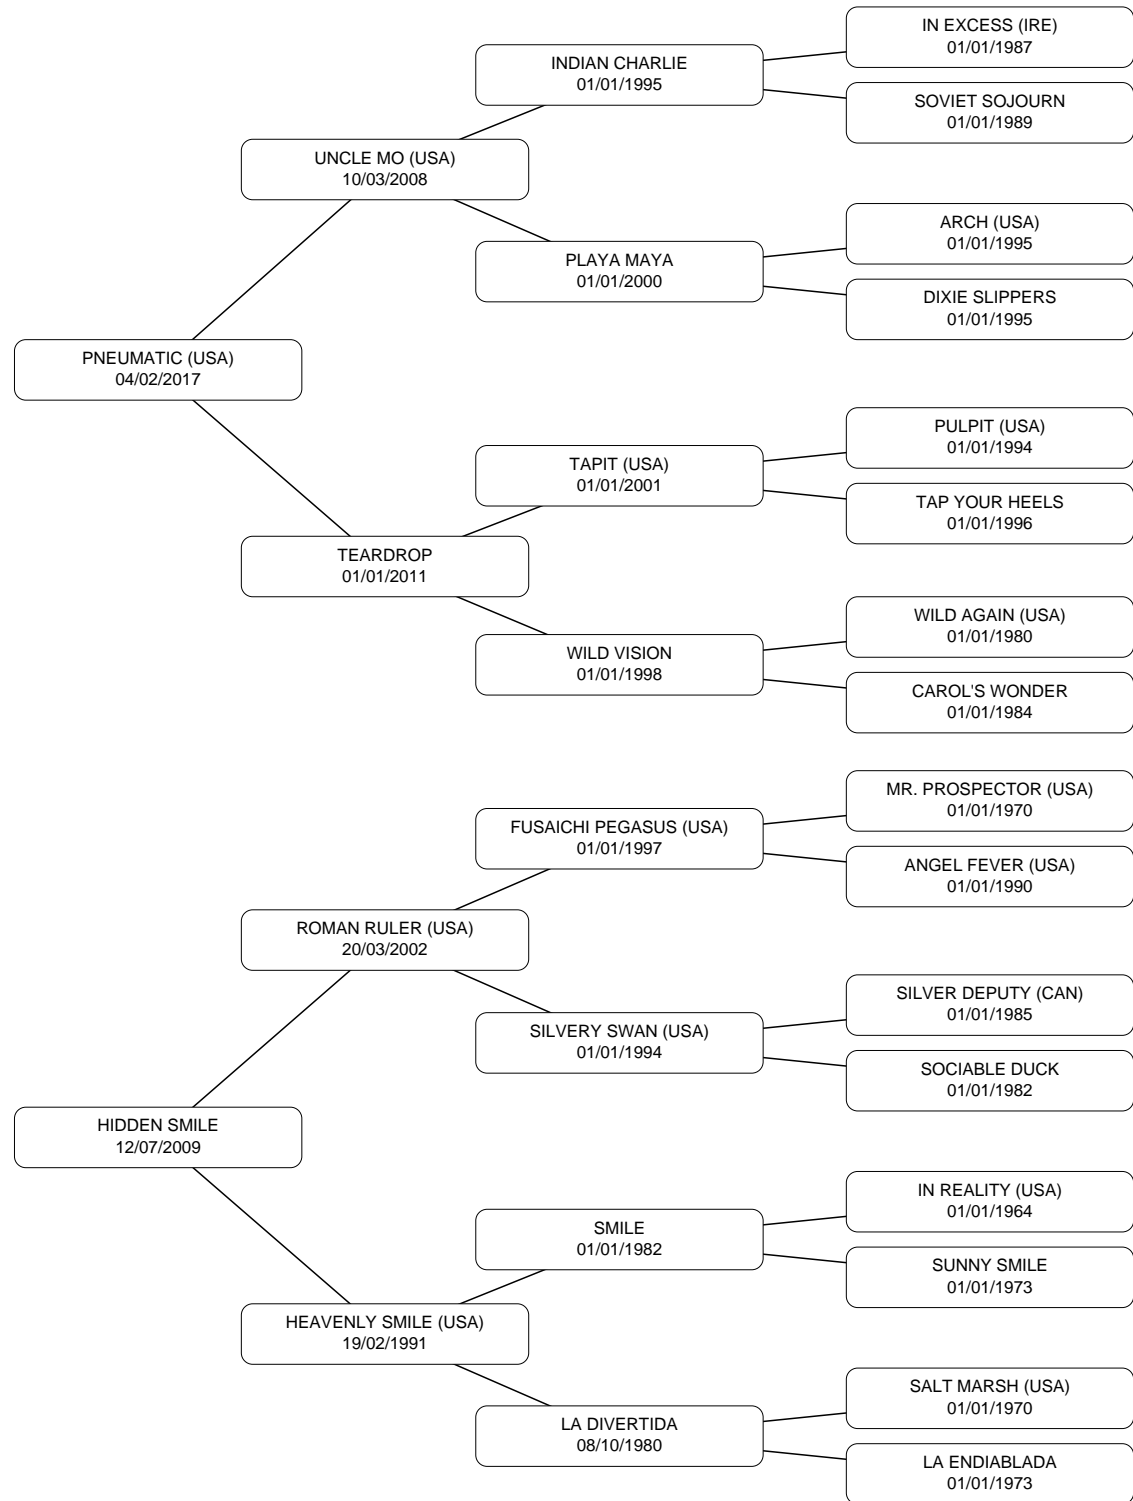 IN EXCESS (IRE)
01/01/1987
INDIAN CHARLIE
01/01/1995
SOVIET SOJOURN
01/01/1989
UNCLE MO (USA)
10/03/2008
ARCH (USA)
01/01/1995
PLAYA MAYA
01/01/2000
DIXIE SLIPPERS
01/01/1995
PNEUMATIC (USA)
04/02/2017
PULPIT (USA)
01/01/1994
TAPIT (USA)
01/01/2001
TAP YOUR HEELS
01/01/1996
TEARDROP
01/01/2011
WILD AGAIN (USA)
01/01/1980
WILD VISION
01/01/1998
CAROL'S WONDER
01/01/1984
MR. PROSPECTOR (USA)
01/01/1970
FUSAICHI PEGASUS (USA)
01/01/1997
ANGEL FEVER (USA)
01/01/1990
ROMAN RULER (USA)
20/03/2002
SILVER DEPUTY (CAN)
01/01/1985
SILVERY SWAN (USA)
01/01/1994
SOCIABLE DUCK
01/01/1982
HIDDEN SMILE
12/07/2009
IN REALITY (USA)
01/01/1964
SMILE
01/01/1982
SUNNY SMILE
01/01/1973
HEAVENLY SMILE (USA)
19/02/1991
SALT MARSH (USA)
01/01/1970
LA DIVERTIDA
08/10/1980
LA ENDIABLADA
01/01/1973